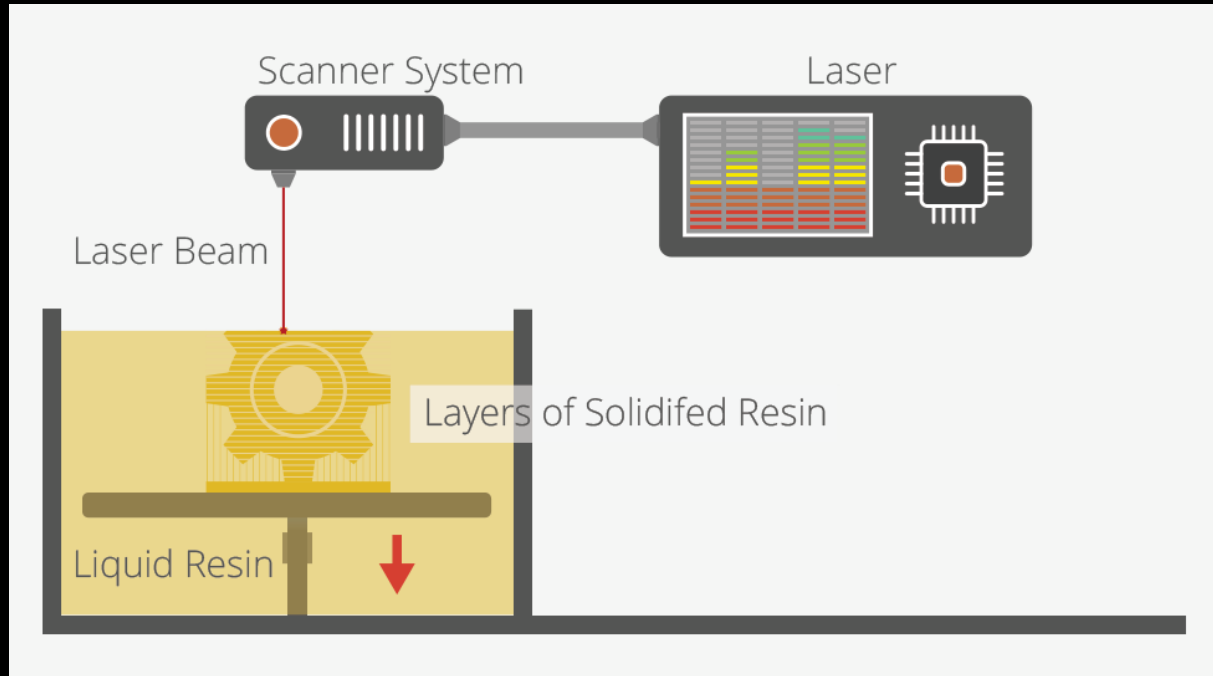 Scanner System
Laser
Laser Beam
Layers of Solidifed Resin
Liquid Resin